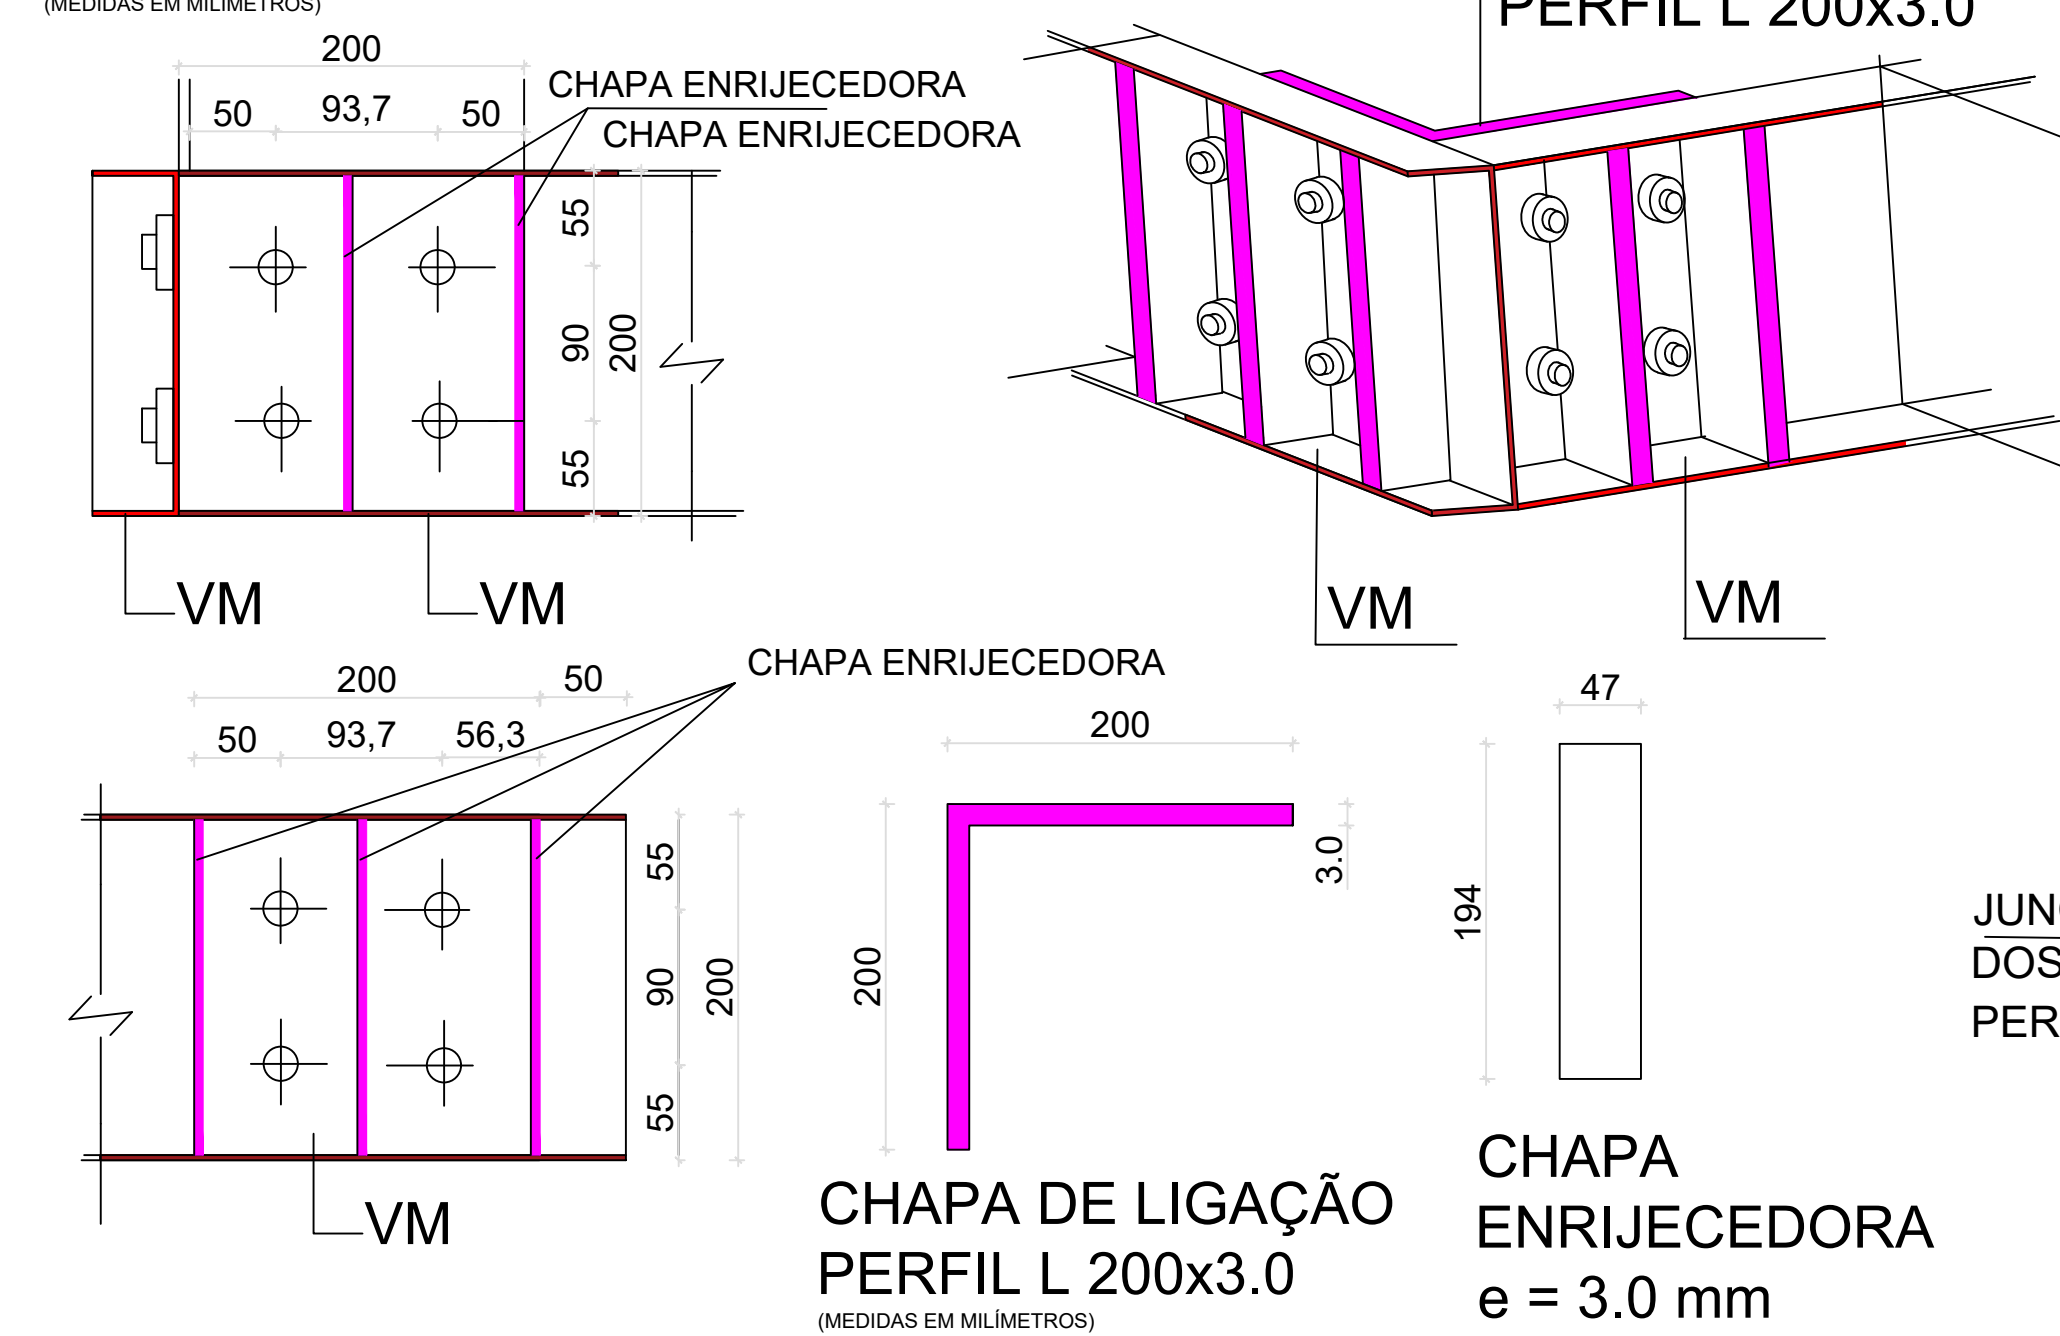 (MEDIDAS EM MILÍMETROS)
PERFIL L 200x3.0
200
50
93,7
50
CHAPA ENRIJECEDORA
CHAPA ENRIJECEDORA
55
90
55
200
VM
VM
VM
VM
CHAPA ENRIJECEDORA
200
50
50
93,7
56,3
55
90
55
200
VM
200
200
3.0
CHAPA DE LIGAÇÃO
PERFIL L 200x3.0
(MEDIDAS EM MILÍMETROS)
47
194
CHAPA
ENRIJECEDORA
e = 3.0 mm
DOS